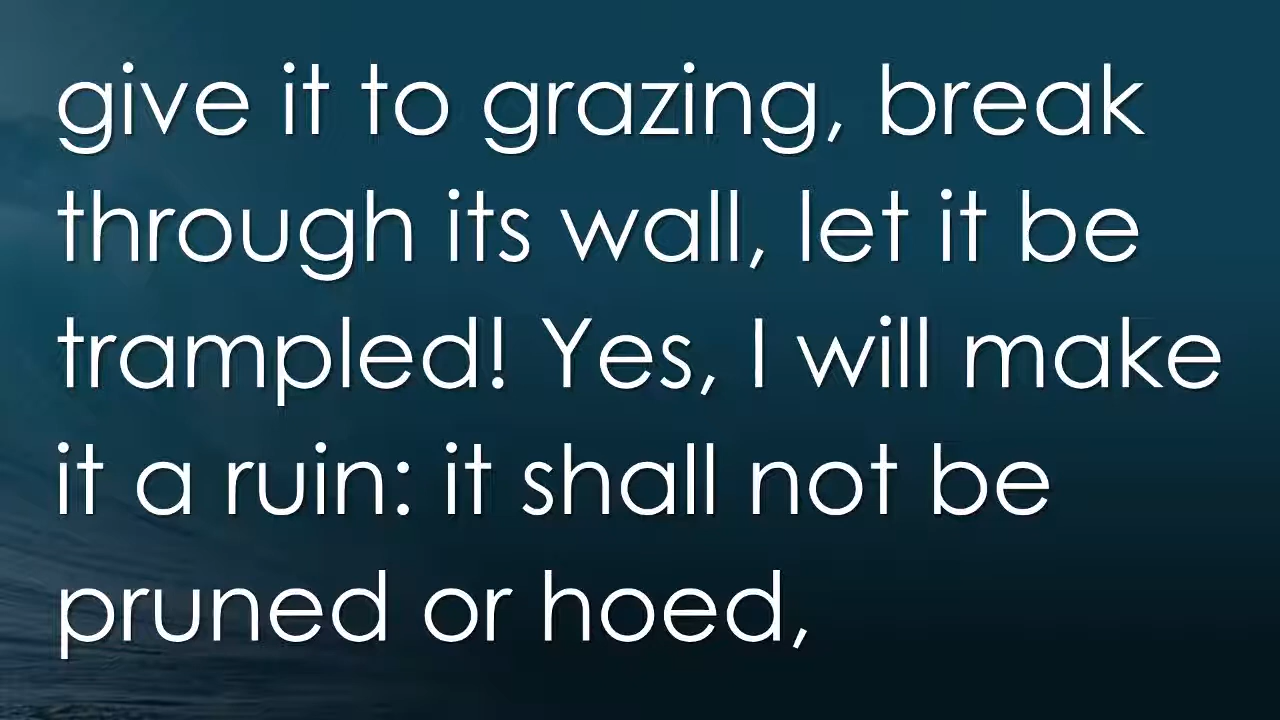 give it to grazing, break
through its wall, let it be
trampled! Yes, I will make
it a ruin: it shall not be
pruned or hoed,